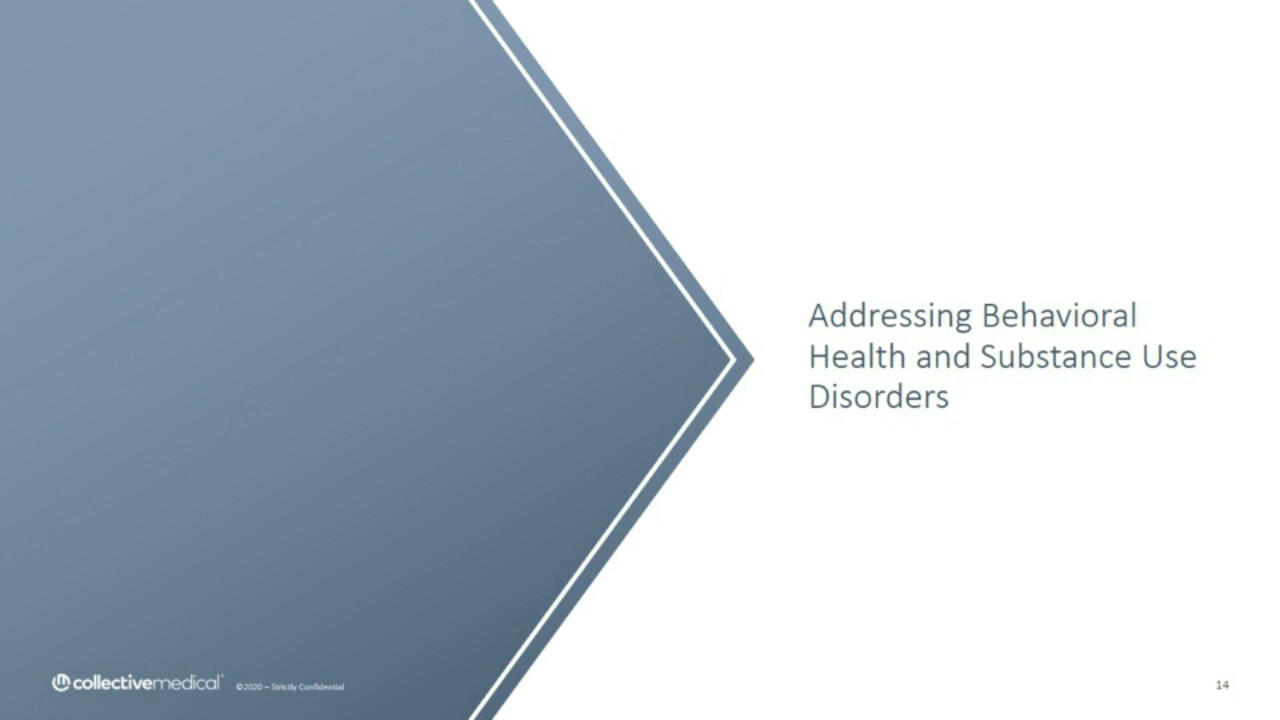 Addressing Behavioral
Health and Substance Use
Disorders
collectivemedical
©2020 – Strictly Confidential
14